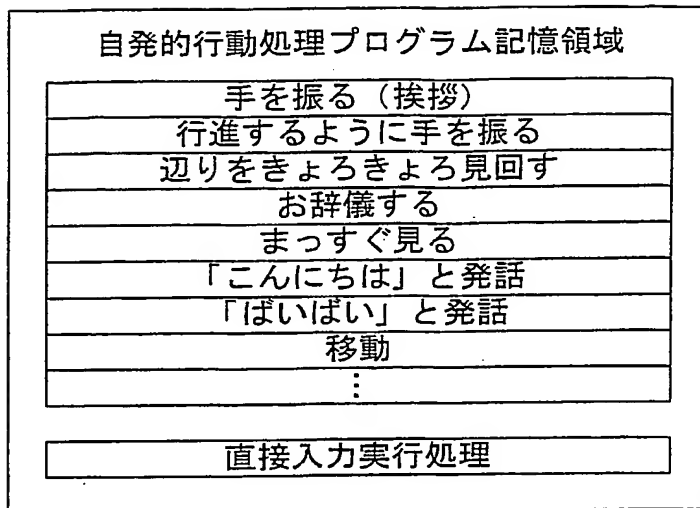 自発的行動処理プログラム記憶領域
手を振る（挨拶）
行進するように手を振る
辺りをきょろきょろ見回す
お辞儀する
まっすぐ見る
「こんにちは」と発話
「ばいばい」と発話
移動
⋮
直接入力実行処理